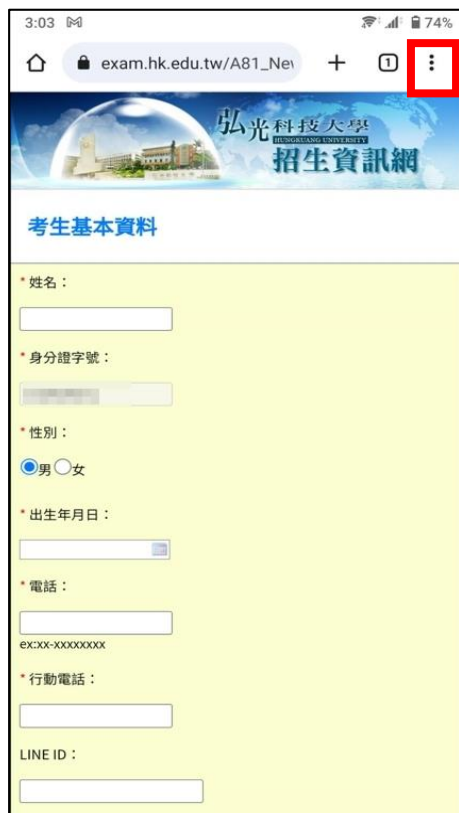 3:03 74%
exam.hk.edu.tw/A81_Nev 1
弘光科技大學
HUNGKUANG UNIVERSITY
招生資訊網
考生基本資料
* 姓名：
* 身分證字號：
* 性別：
男 女
* 出生年月日：
* 電話：
ex:xx-xxxxxxxx
* 行動電話：
LINE ID：